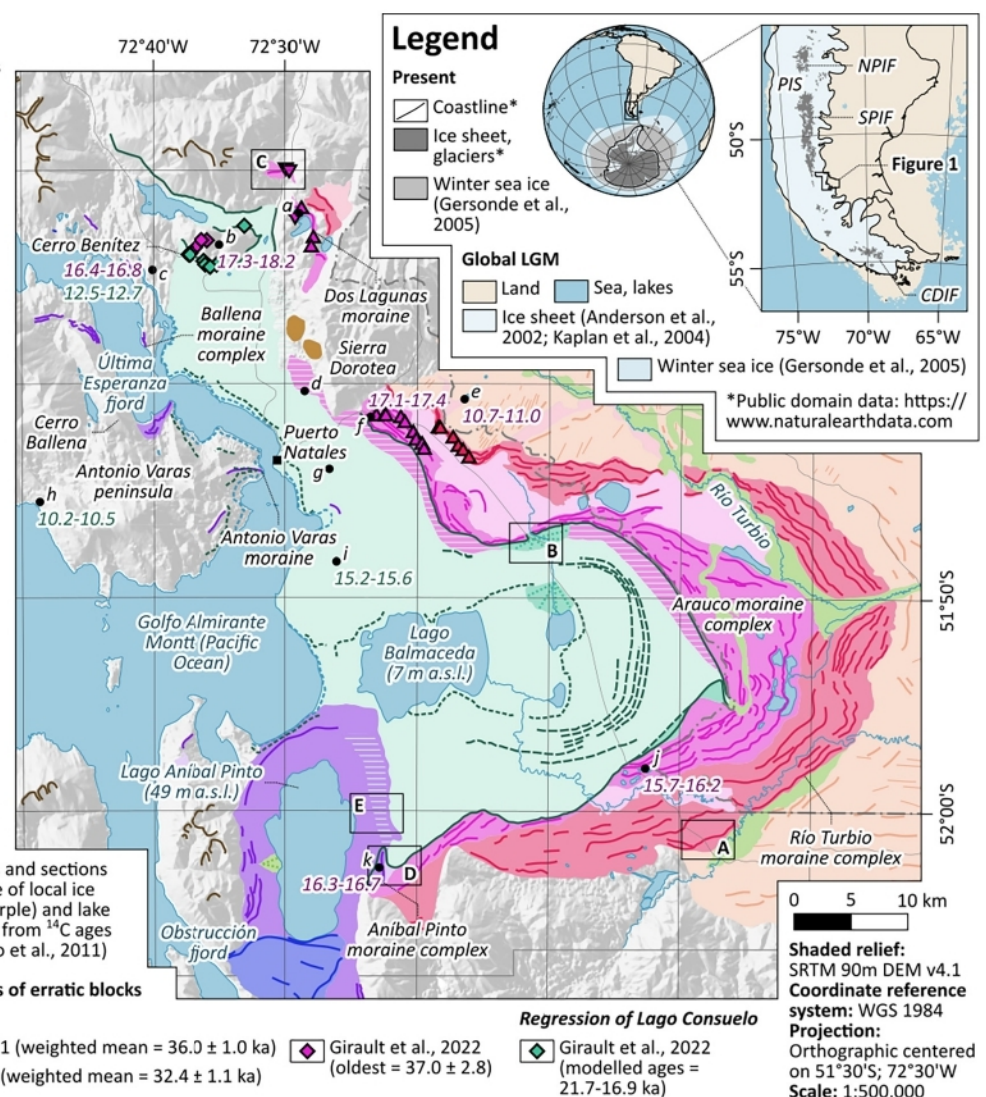 72°40'W
72°30'W
Legend
Present
Coastline*
Ice sheet,
glaciers*
Winter sea ice
(Gersonde et al.,
2005)
PIS
NPIF
SPIF
Figure 1
CDIF
50°S
55°S
75°W
70°W
65°W
Global LGM
Land
Sea, lakes
Ice sheet (Anderson et al.,
2002; Kaplan et al., 2004)
Winter sea ice (Gersonde et al., 2005)
*Public domain data: https://
www.naturalearthdata.com
C
a
Cerro Benítez
b
16.4-16.8
c
17.3-18.2
12.5-12.7
Dos Lagunas
moraine
Ballena
moraine
complex
Sierra
Dorotea
Última
Esperanza
fjord
d
e
17.1-17.4
10.7-11.0
f
Cerro
Ballena
Puerto
Natales
g
Antonio Varas
peninsula
h
10.2-10.5
Río Turbio
Antonio Varas
moraine
B
i
15.2-15.6
51°50'S
Arauco moraine
complex
Golfo Almirante
Montt (Pacific
Ocean)
Lago
Balmaceda
(7 m a.s.l.)
Lago Aníbal Pinto
(49 m a.s.l.)
j
15.7-16.2
E
52°00'S
A
Río Turbio
moraine complex
k
D
16.3-16.7
Aníbal Pinto
moraine complex
Obstrucción
fjord
and sections
e of local ice
rple) and lake
from ¹⁴C ages
o et al., 2011)
s of erratic blocks
1 (weighted mean = 36.0 ± 1.0 ka)
(weighted mean = 32.4 ± 1.1 ka)
Girault et al., 2022
(oldest = 37.0 ± 2.8)
Regression of Lago Consuelo
Girault et al., 2022
(modelled ages =
21.7-16.9 ka)
0 5 10 km
Shaded relief:
SRTM 90m DEM v4.1
Coordinate reference
system: WGS 1984
Projection:
Orthographic centered
on 51°30'S; 72°30'W
Scale: 1:500,000